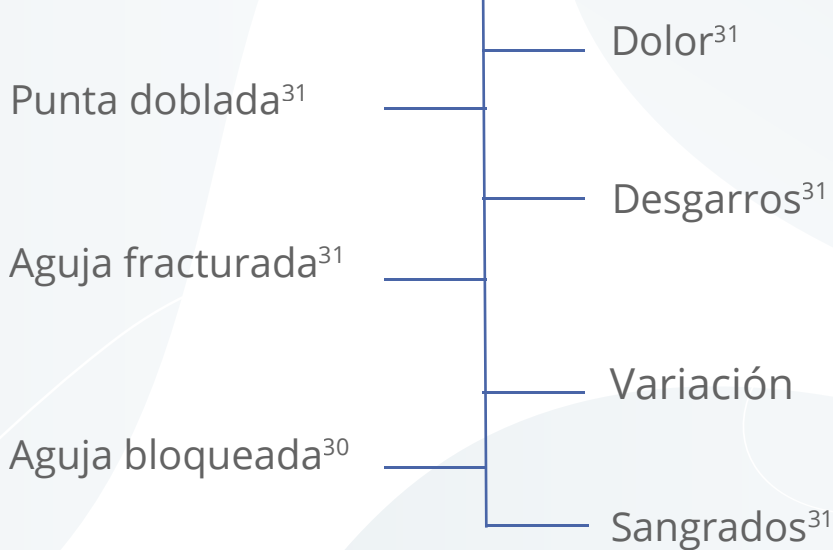 Dolor³¹
Punta doblada³¹
Desgarros³¹
Aguja fracturada³¹
Variación
Aguja bloqueada³⁰
Sangrados³¹